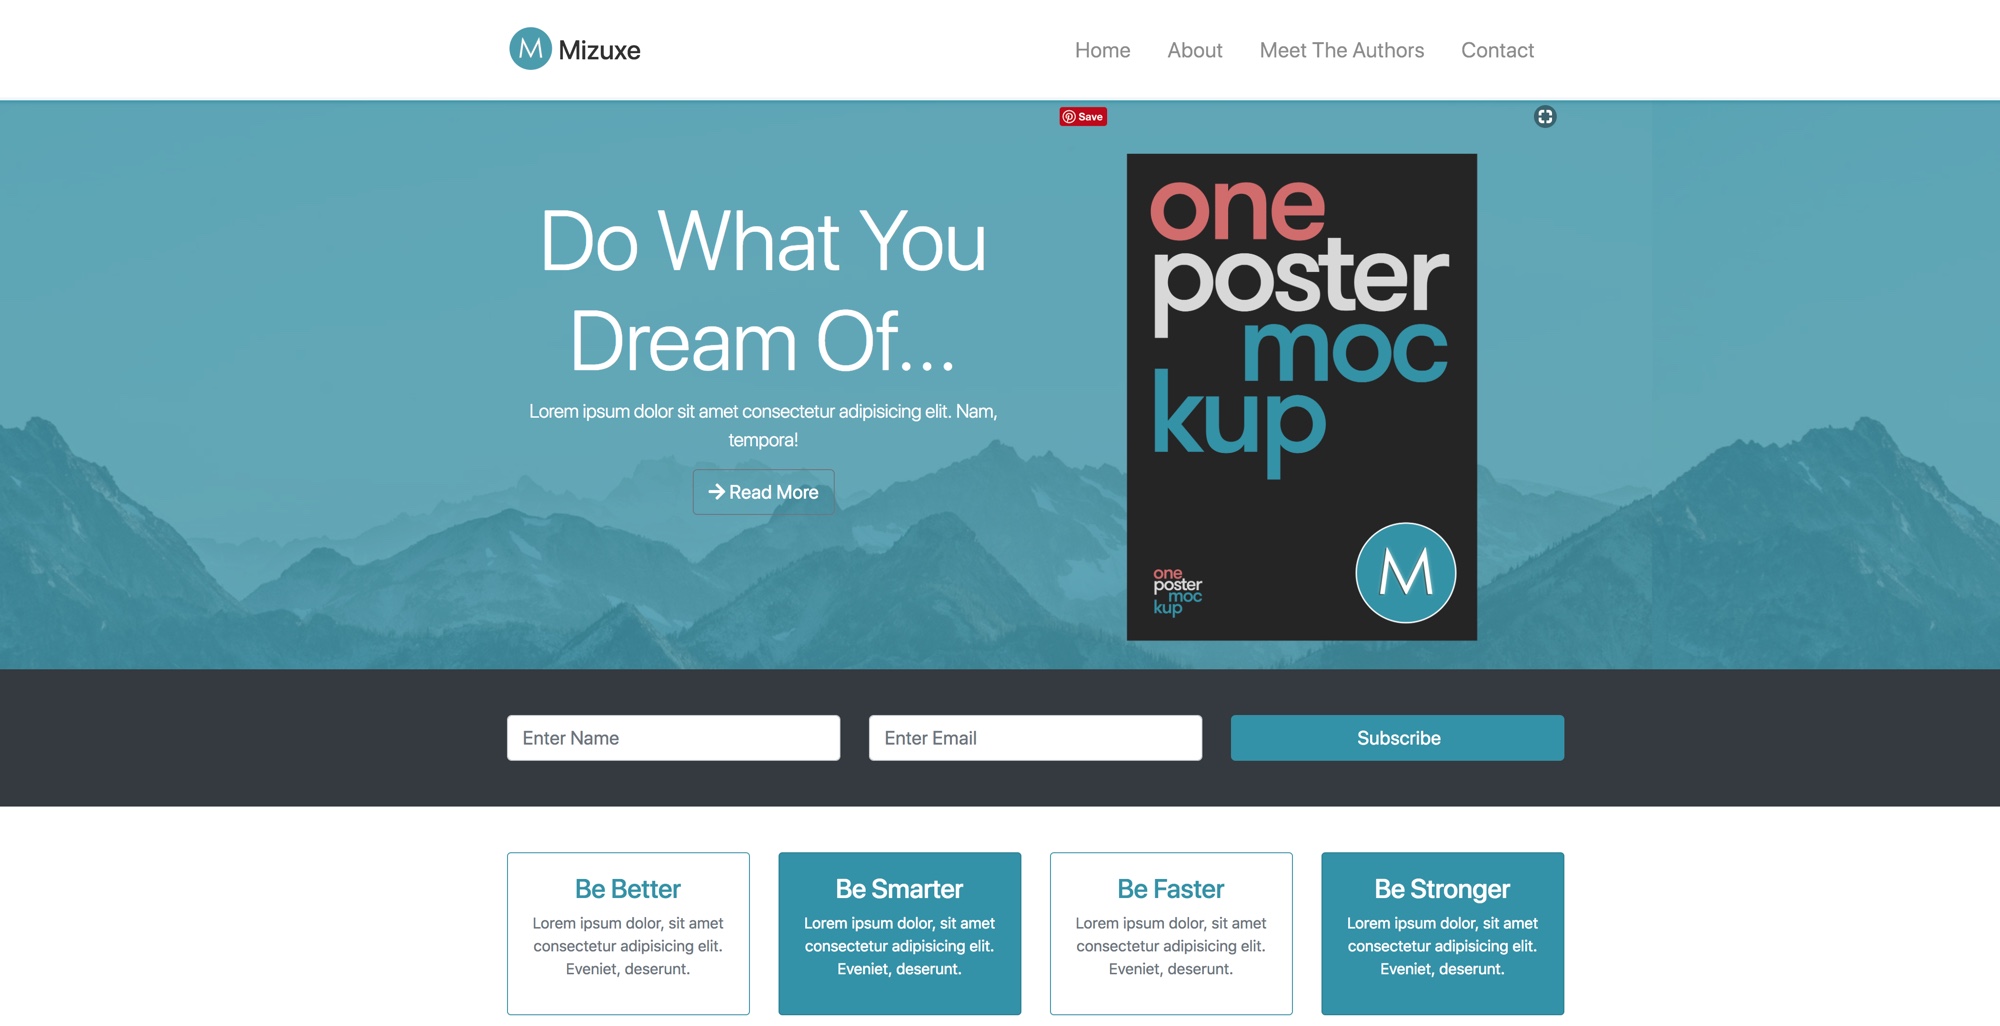 M Mizuxe
Home About Meet The Authors Contact
Save
Do What You
Dream Of...
Lorem ipsum dolor sit amet consectetur adipisicing elit. Nam,
tempora!
Read More
one
poster
moc
kup
one
poster
moc
kup
M
Enter Name
Enter Email
Subscribe
Be Better
Lorem ipsum dolor, sit amet
consectetur adipisicing elit.
Eveniet, deserunt.
Be Smarter
Lorem ipsum dolor, sit amet
consectetur adipisicing elit.
Eveniet, deserunt.
Be Faster
Lorem ipsum dolor, sit amet
consectetur adipisicing elit.
Eveniet, deserunt.
Be Stronger
Lorem ipsum dolor, sit amet
consectetur adipisicing elit.
Eveniet, deserunt.